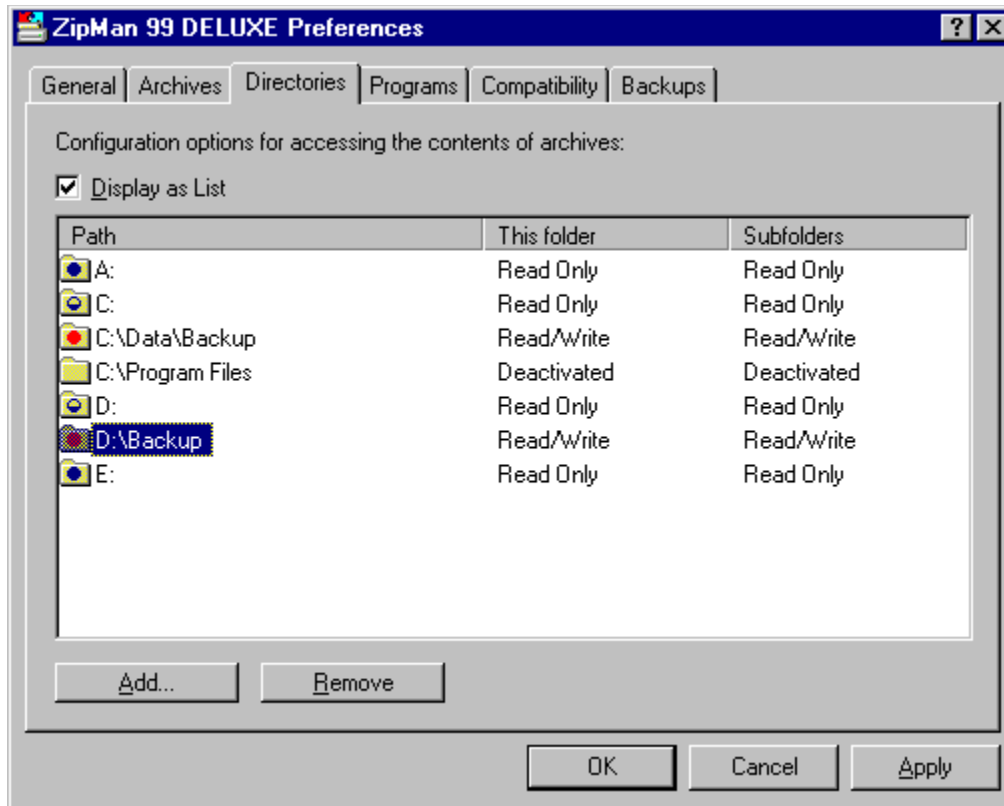 ZipMan 99 DELUXE Preferences
General Archives Directories Programs Compatibility Backups
Configuration options for accessing the contents of archives:
Display as List
Path This folder Subfolders
A: Read Only Read Only
C: Read Only Read Only
C:\Data\Backup Read/Write Read/Write
C:\Program Files Deactivated Deactivated
D: Read Only Read Only
D:\Backup Read/Write Read/Write
E: Read Only Read Only
Add... Remove
OK Cancel Apply